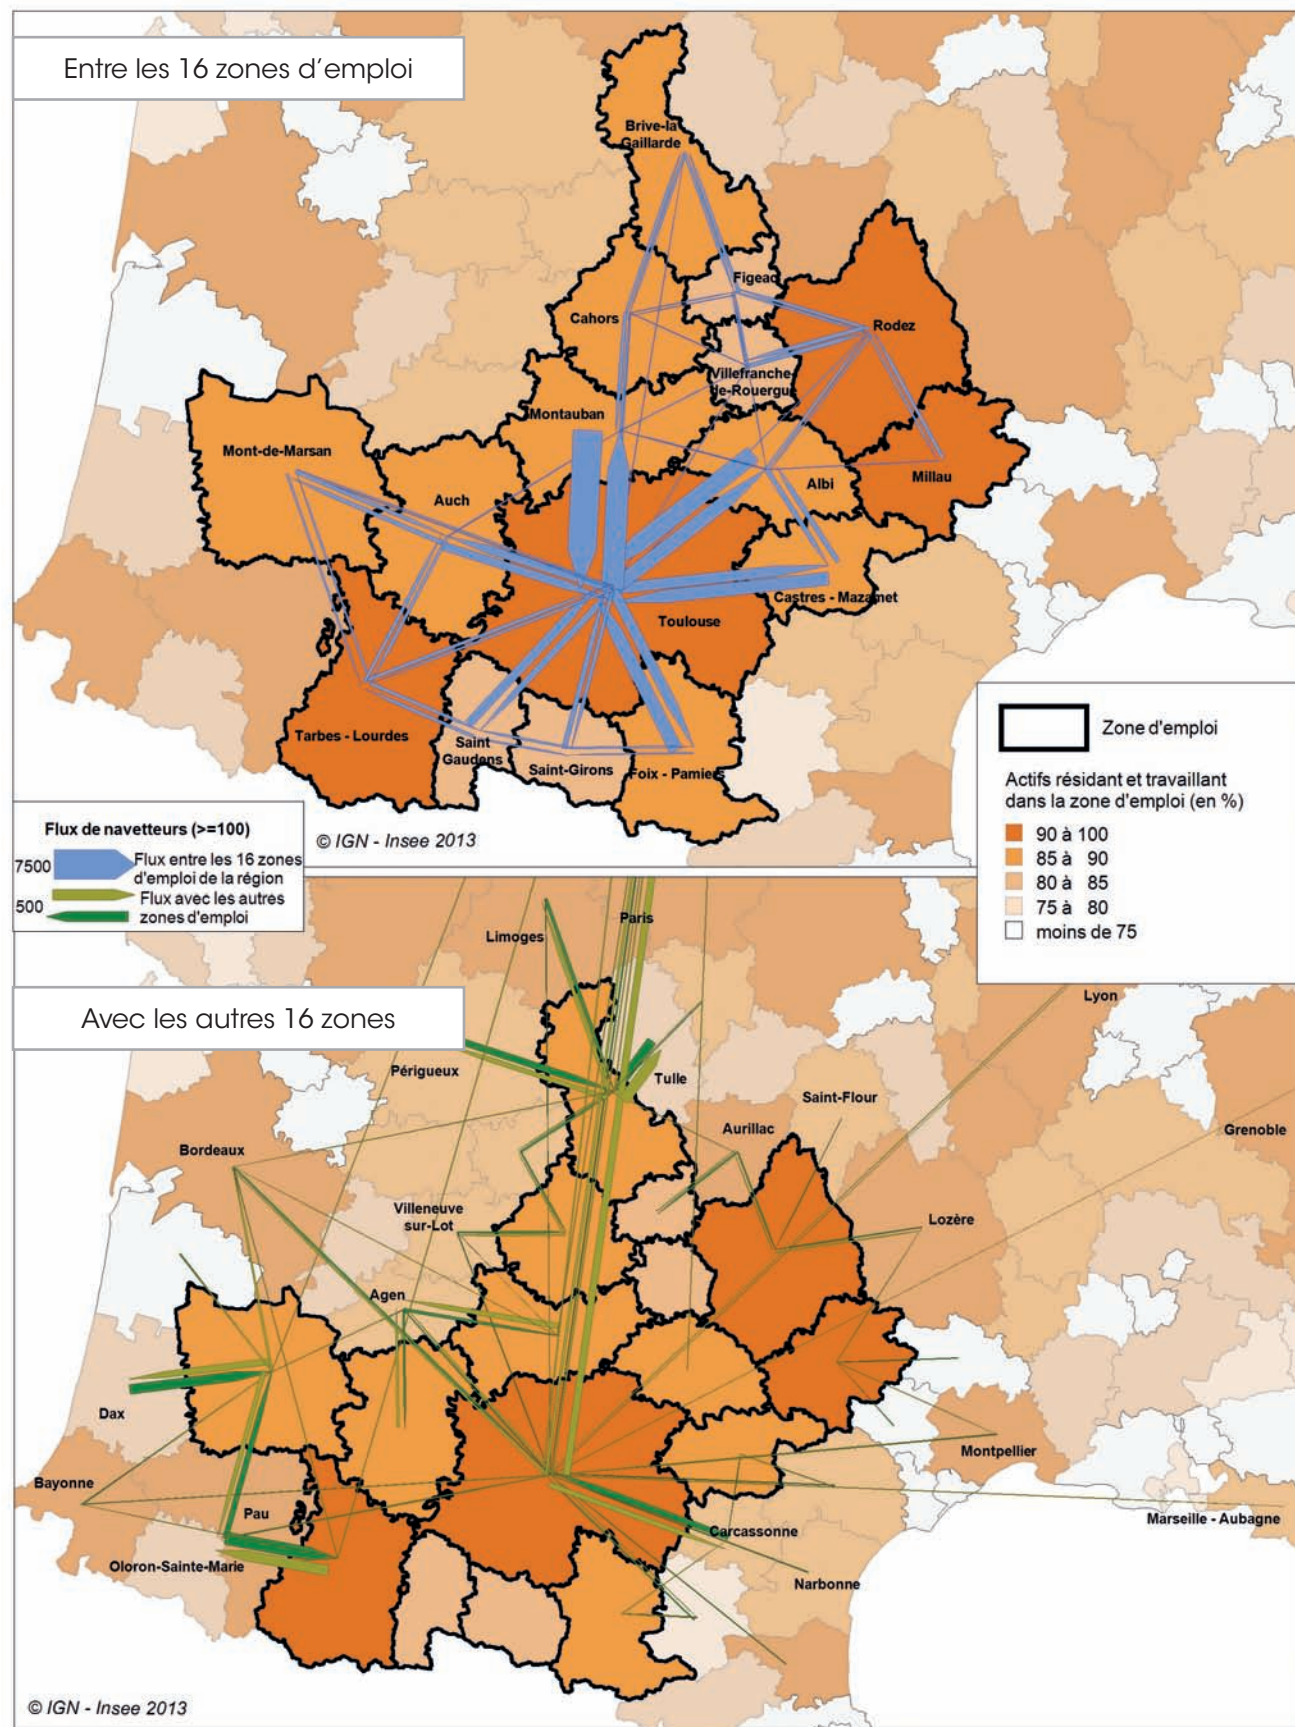 Entre les 16 zones d'emploi
Brive-la
Gaillarde
Figeac
Cahors
Rodez
Villefranche-
de-Rouergue
Montauban
Mont-de-Marsan
Auch
Albi
Millau
Castres - Mazamet
Toulouse
Tarbes - Lourdes
Saint
Gaudens
Saint-Girons
Foix - Pamiers
© IGN - Insee 2013
Zone d'emploi
Actifs résidant et travaillant
dans la zone d'emploi (en %)
90 à 100
85 à 90
80 à 85
75 à 80
moins de 75
Flux de navetteurs (>=100)
7500
Flux entre les 16 zones
d'emploi de la région
Flux avec les autres
500
zones d'emploi
Avec les autres 16 zones
Paris
Limoges
Lyon
Périgueux
Tulle
Saint-Flour
Aurillac
Grenoble
Bordeaux
Villeneuve
sur-Lot
Lozère
Agen
Dax
Montpellier
Bayonne
Pau
Marseille - Aubagne
Carcassonne
Oloron-Sainte-Marie
Narbonne
© IGN - Insee 2013